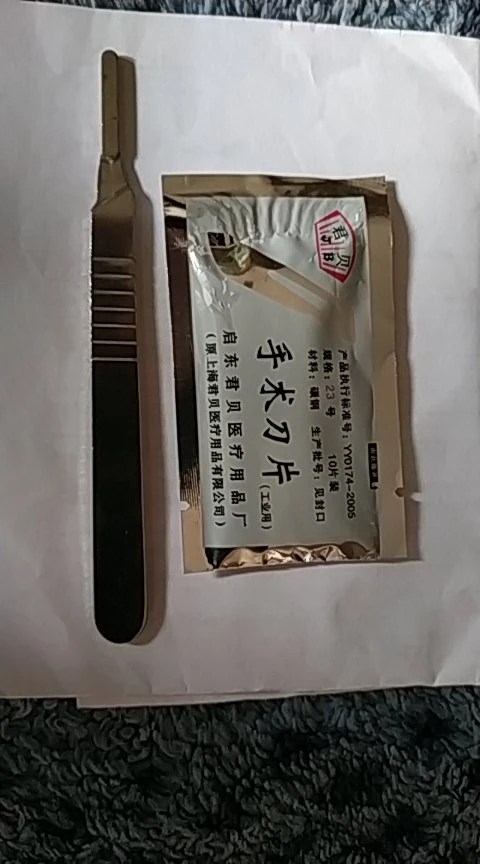 君贝
JB
产品执行标准号：YY0174-2005
规格：23号 10片装
材料：碳钢 生产批号：见封口
手术刀片（工业用）
启东君贝医疗用品厂
（原上海君贝医疗用品有限公司）